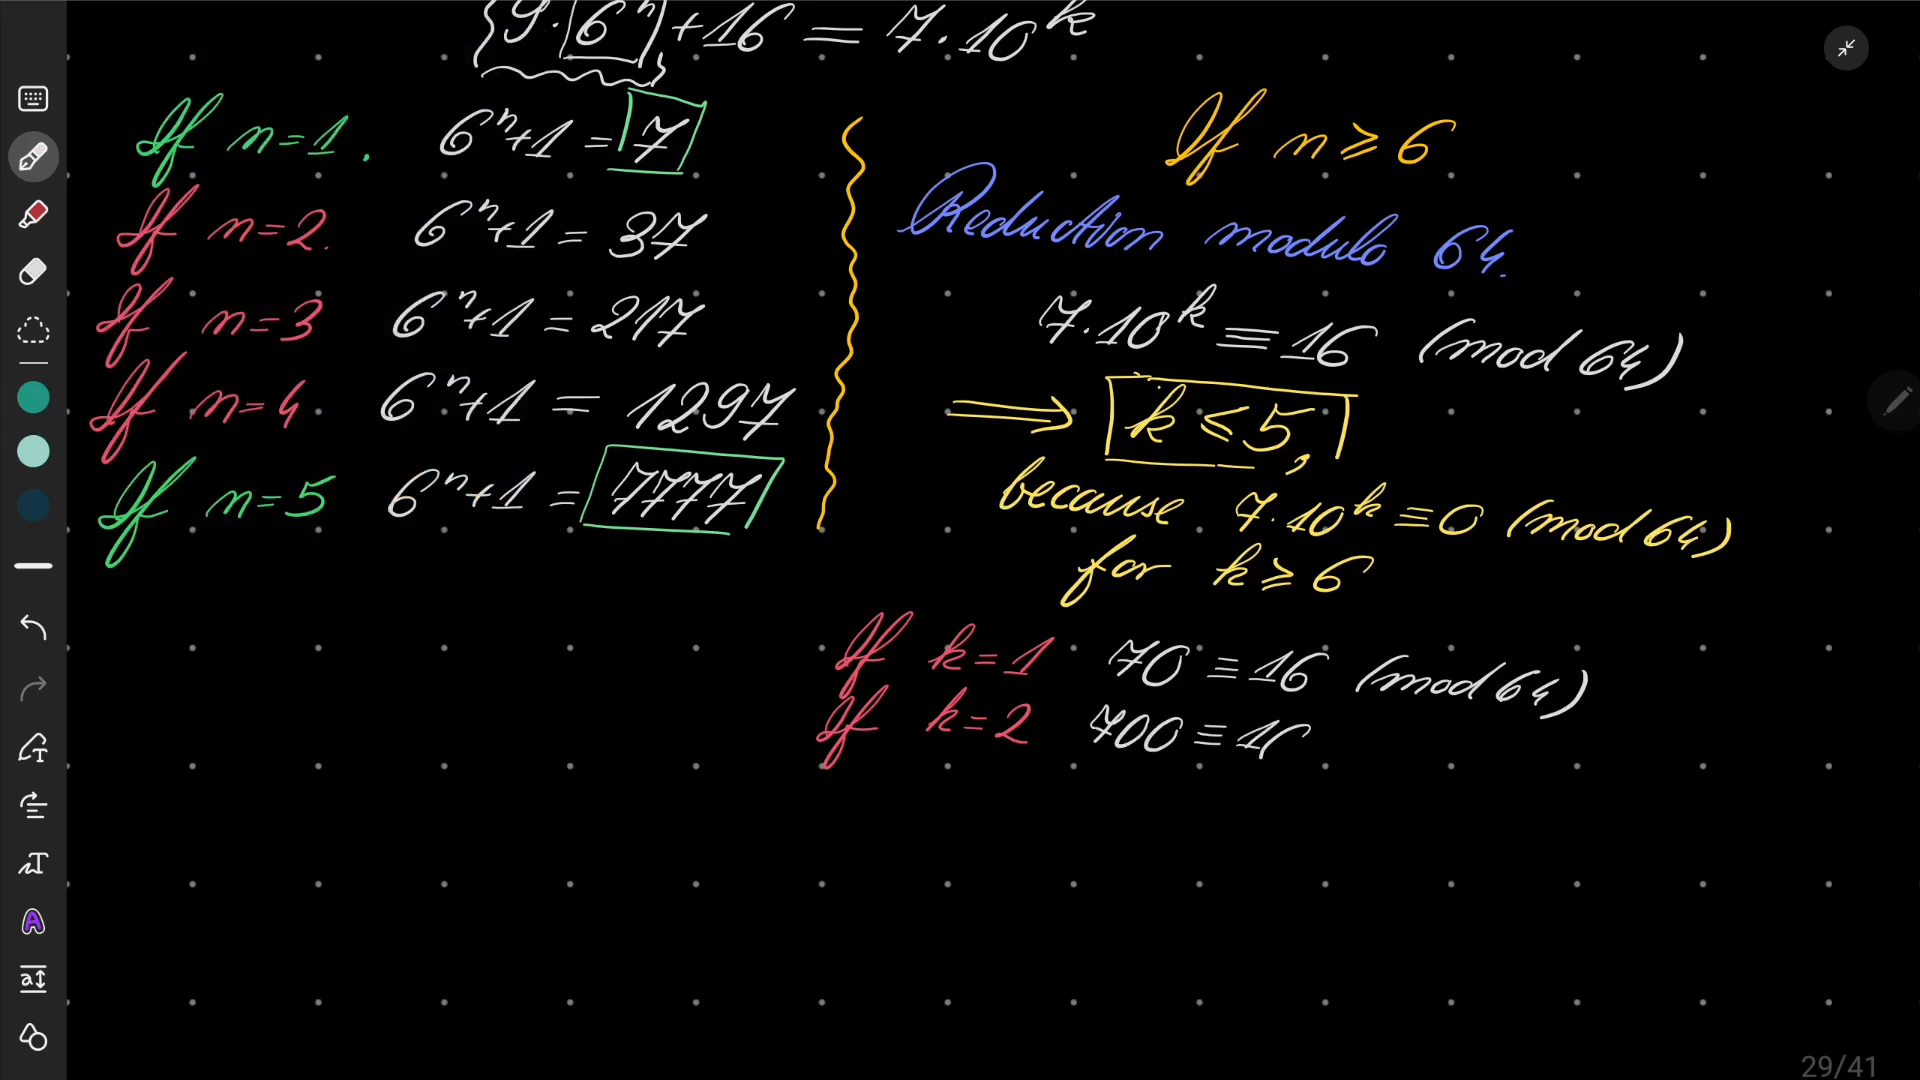 {9·6ⁿ}+16 = 7·10ᵏ
If n=1. 6ⁿ+1 = 7
If n=2. 6ⁿ+1 = 37
If n=3 6ⁿ+1 = 217
If n=4 6ⁿ+1 = 1297
If n=5 6ⁿ+1 = 7777
If n ≥ 6
Reduction modulo 64.
7·10ᵏ ≡ 16 (mod 64)
⟹ k ≤ 5,
because 7·10ᵏ ≡ 0 (mod 64)
for k ≥ 6
If k=1 70 ≡ 16 (mod 64)
If k=2 700 ≡ 16
29/41